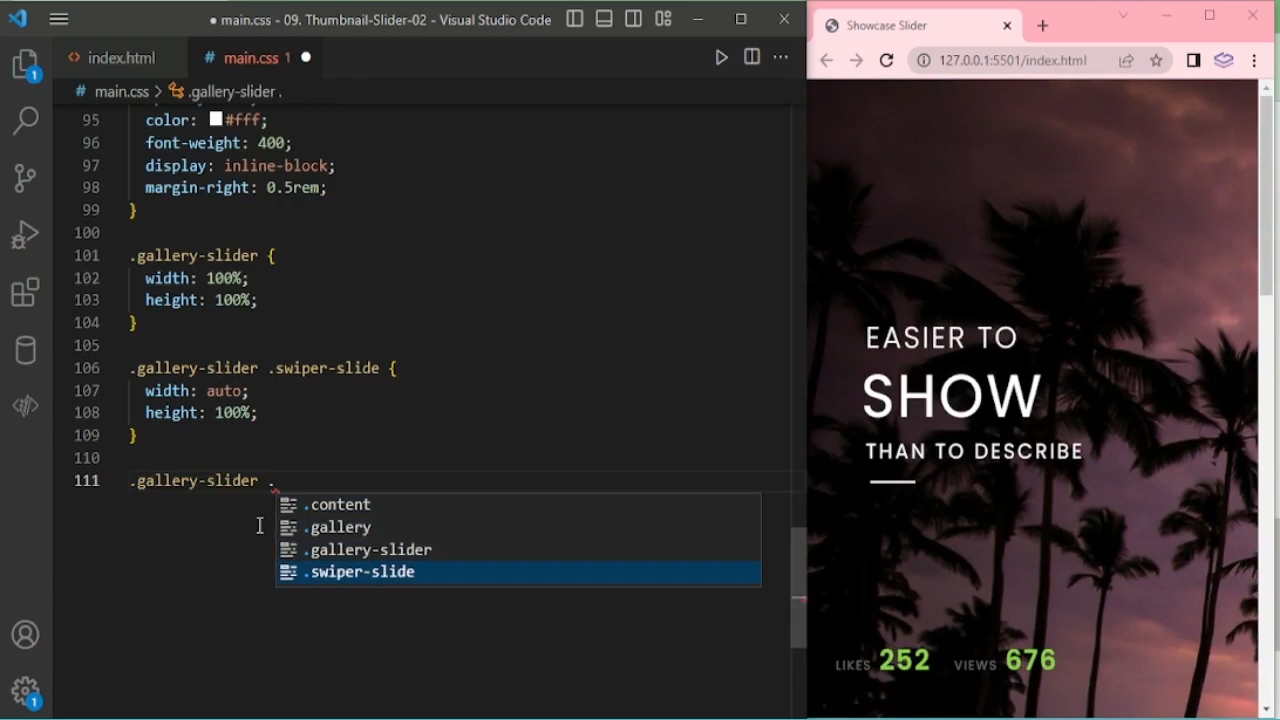 ● main.css - 09. Thumbnail-Slider-02 - Visual Studio Code
index.html
main.css 1
main.css > .gallery-slider .
95 color: #fff;
96 font-weight: 400;
97 display: inline-block;
98 margin-right: 0.5rem;
99 }
100
101 .gallery-slider {
102 width: 100%;
103 height: 100%;
104 }
105
106 .gallery-slider .swiper-slide {
107 width: auto;
108 height: 100%;
109 }
110
111 .gallery-slider .
.content
.gallery
.gallery-slider
.swiper-slide
1
1
Showcase Slider
127.0.0.1:5501/index.html
EASIER TO
SHOW
THAN TO DESCRIBE
LIKES 252 VIEWS 676